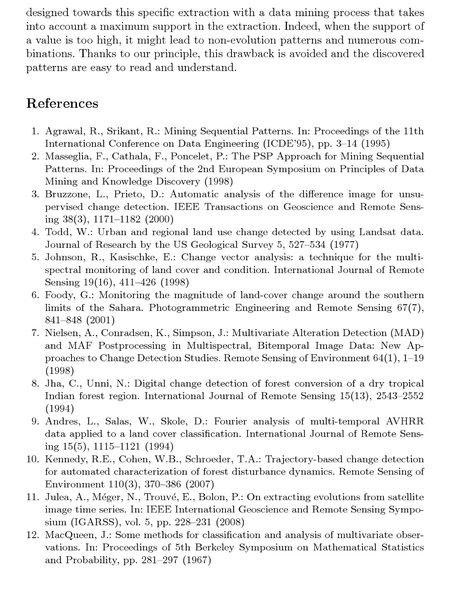 designed towards this specific extraction with a data mining process that takes
into account a maximum support in the extraction. Indeed, when the support of
a value is too high, it might lead to non-evolution patterns and numerous com-
binations. Thanks to our principle, this drawback is avoided and the discovered
patterns are easy to read and understand.
References
1. Agrawal, R., Srikant, R.: Mining Sequential Patterns. In: Proceedings of the 11th
International Conference on Data Engineering (ICDE'95), pp. 3–14 (1995)
2. Masseglia, F., Cathala, F., Poncelet, P.: The PSP Approach for Mining Sequential
Patterns. In: Proceedings of the 2nd European Symposium on Principles of Data
Mining and Knowledge Discovery (1998)
3. Bruzzone, L., Prieto, D.: Automatic analysis of the difference image for unsu-
pervised change detection. IEEE Transactions on Geoscience and Remote Sens-
ing 38(3), 1171–1182 (2000)
4. Todd, W.: Urban and regional land use change detected by using Landsat data.
Journal of Research by the US Geological Survey 5, 527–534 (1977)
5. Johnson, R., Kasischke, E.: Change vector analysis: a technique for the multi-
spectral monitoring of land cover and condition. International Journal of Remote
Sensing 19(16), 411–426 (1998)
6. Foody, G.: Monitoring the magnitude of land-cover change around the southern
limits of the Sahara. Photogrammetric Engineering and Remote Sensing 67(7),
841–848 (2001)
7. Nielsen, A., Conradsen, K., Simpson, J.: Multivariate Alteration Detection (MAD)
and MAF Postprocessing in Multispectral, Bitemporal Image Data: New Ap-
proaches to Change Detection Studies. Remote Sensing of Environment 64(1), 1–19
(1998)
8. Jha, C., Unni, N.: Digital change detection of forest conversion of a dry tropical
Indian forest region. International Journal of Remote Sensing 15(13), 2543–2552
(1994)
9. Andres, L., Salas, W., Skole, D.: Fourier analysis of multi-temporal AVHRR
data applied to a land cover classification. International Journal of Remote Sens-
ing 15(5), 1115–1121 (1994)
10. Kennedy, R.E., Cohen, W.B., Schroeder, T.A.: Trajectory-based change detection
for automated characterization of forest disturbance dynamics. Remote Sensing of
Environment 110(3), 370–386 (2007)
11. Julea, A., Méger, N., Trouvé, E., Bolon, P.: On extracting evolutions from satellite
image time series. In: IEEE International Geoscience and Remote Sensing Sympo-
sium (IGARSS), vol. 5, pp. 228–231 (2008)
12. MacQueen, J.: Some methods for classification and analysis of multivariate obser-
vations. In: Proceedings of 5th Berkeley Symposium on Mathematical Statistics
and Probability, pp. 281–297 (1967)